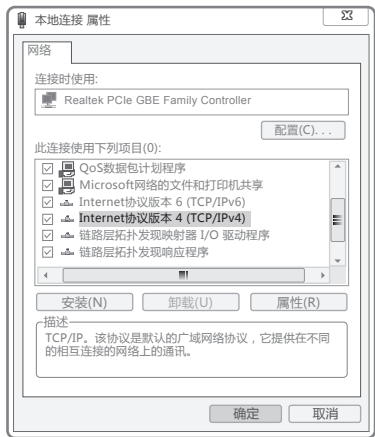 本地连接 属性
网络
连接时使用:
Realtek PCIe GBE Family Controller
配置(C). . .
此连接使用下列项目(0):
QoS数据包计划程序
Microsoft网络的文件和打印机共享
Internet协议版本 6 (TCP/IPv6)
Internet协议版本 4 (TCP/IPv4)
链路层拓扑发现映射器 I/O 驱动程序
链路层拓扑发现响应程序
安装(N) 卸载(U) 属性(R)
描述
TCP/IP。该协议是默认的广域网络协议，它提供在不同
的相互连接的网络上的通讯。
确定 取消